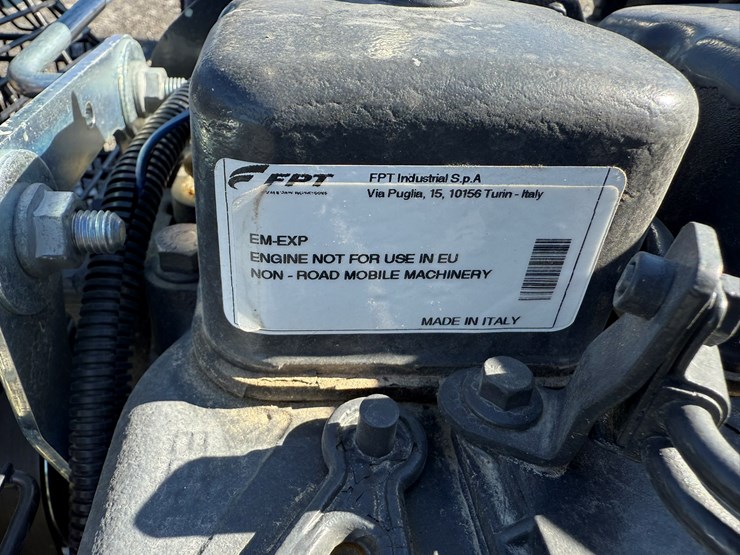 FPT
FPT Industrial S.p.A
Via Puglia, 15, 10156 Turin - Italy
EM-EXP
ENGINE NOT FOR USE IN EU
NON - ROAD MOBILE MACHINERY
MADE IN ITALY